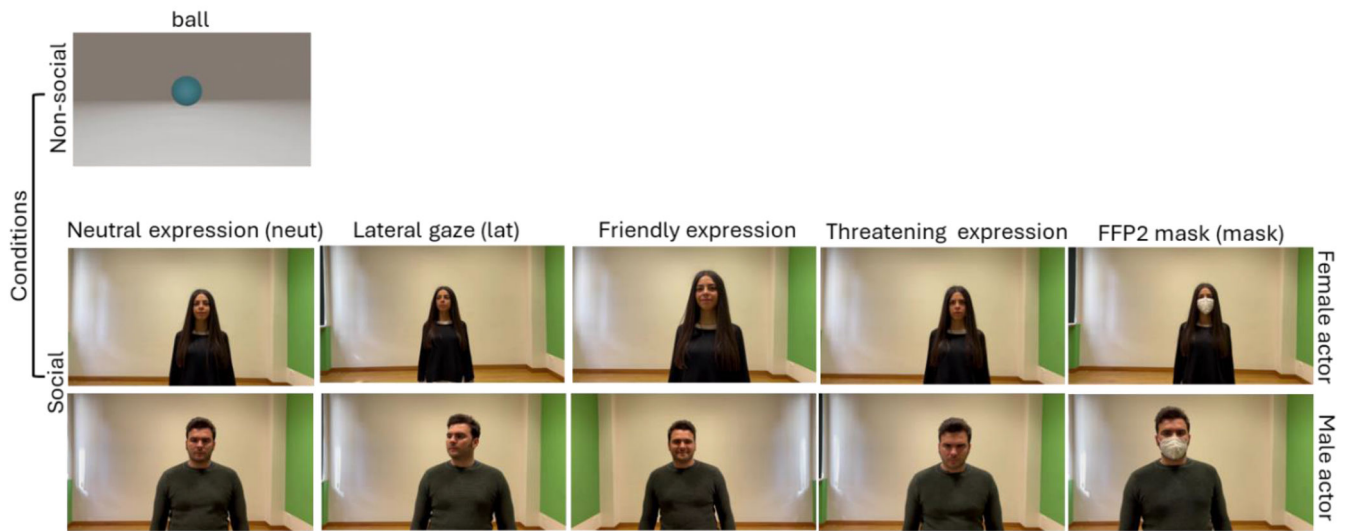 ball
Non-social
Conditions
Neutral expression (neut)
Lateral gaze (lat)
Friendly expression
Threatening expression
FFP2 mask (mask)
Female actor
Social
Male actor